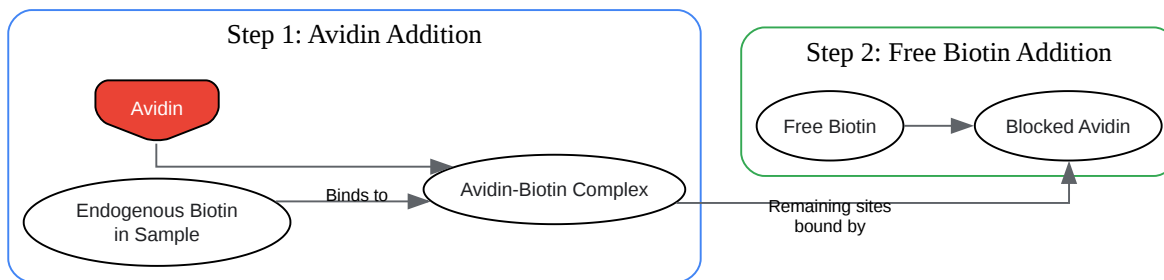 Step 1: Avidin Addition
Avidin
Endogenous Biotin
in Sample
Binds to
Avidin-Biotin Complex
Step 2: Free Biotin Addition
Free Biotin
Blocked Avidin
Remaining sites
bound by